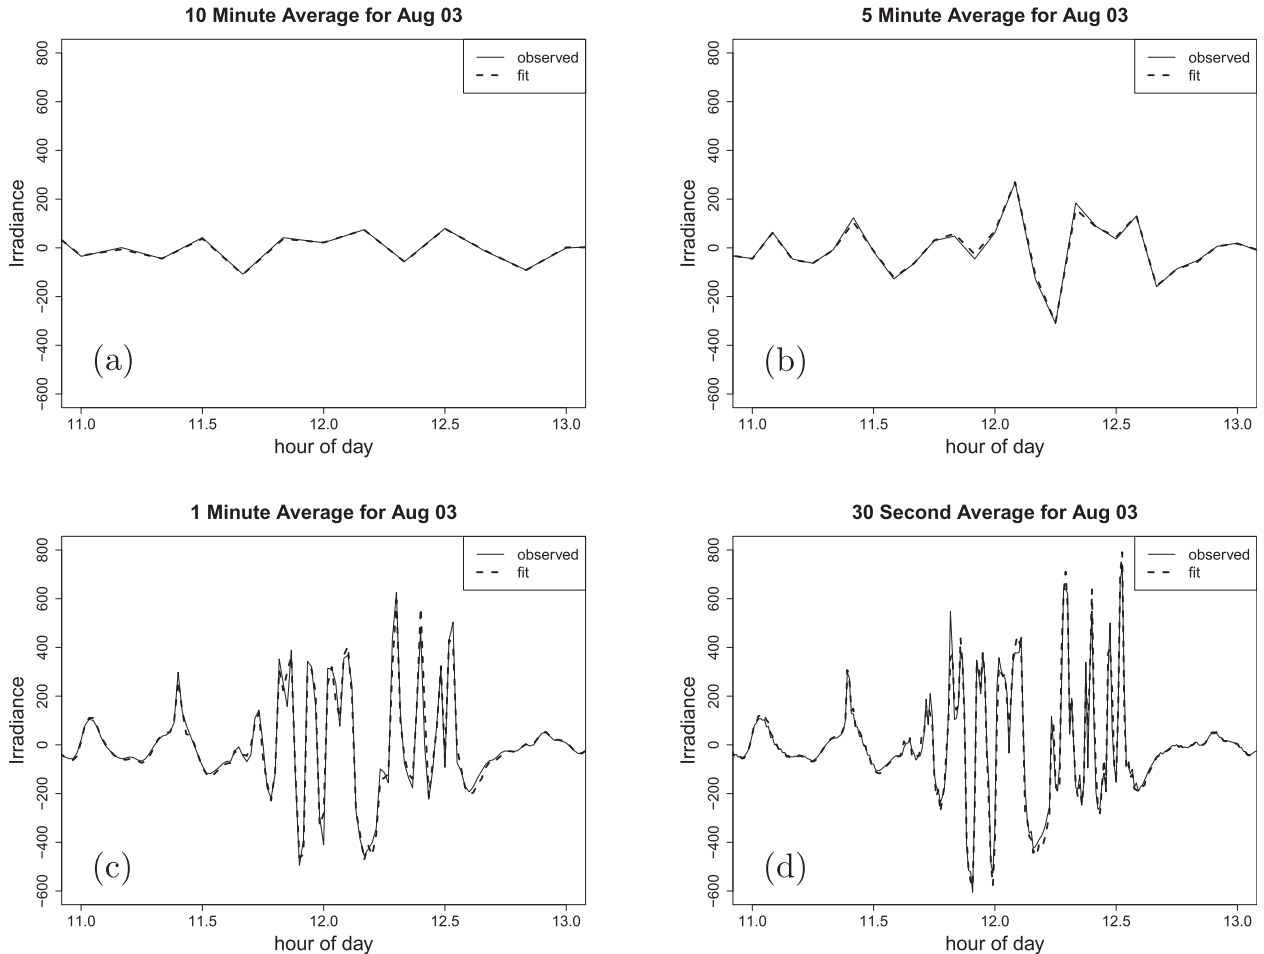 10 Minute Average for Aug 03
observed
fit
Irradiance
800
600
400
200
0
−200
−400
−600
(a)
11.0 11.5 12.0 12.5 13.0
hour of day
5 Minute Average for Aug 03
observed
fit
Irradiance
800
600
400
200
0
−200
−400
−600
(b)
11.0 11.5 12.0 12.5 13.0
hour of day
1 Minute Average for Aug 03
observed
fit
Irradiance
800
600
400
200
0
−200
−400
−600
(c)
11.0 11.5 12.0 12.5 13.0
hour of day
30 Second Average for Aug 03
observed
fit
Irradiance
800
600
400
200
0
−200
−400
−600
(d)
11.0 11.5 12.0 12.5 13.0
hour of day